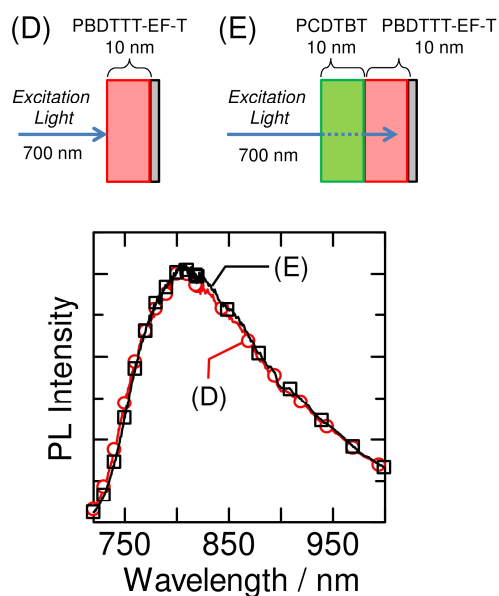 (D)
PBDTTT-EF-T
10 nm
Excitation
Light
700 nm
(E)
PCDTBT
10 nm
PBDTTT-EF-T
10 nm
Excitation
Light
700 nm
PL Intensity
(E)
(D)
750
850
950
Wavelength / nm